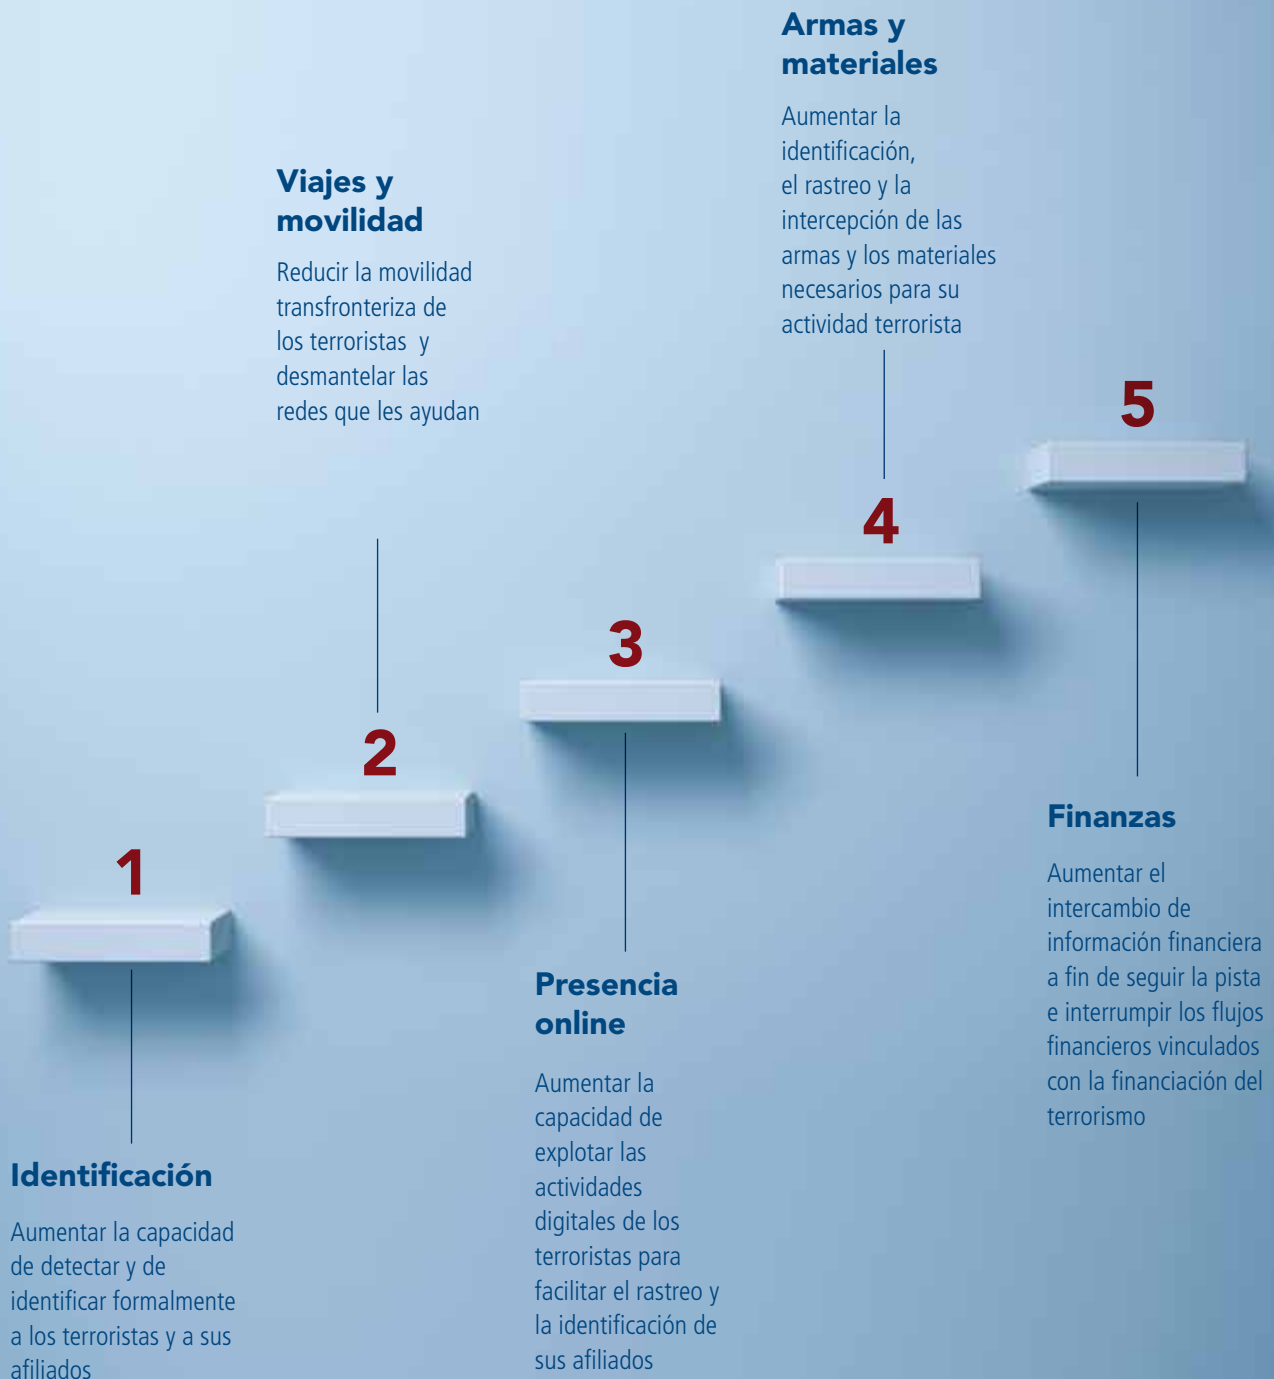 1
Identificación
Aumentar la capacidad
de detectar y de
identificar formalmente
a los terroristas y a sus
afiliados
Viajes y
movilidad
Reducir la movilidad
transfronteriza de
los terroristas y
desmantelar las
redes que les ayudan
2
3
Presencia
online
Aumentar la
capacidad de
explotar las
actividades
digitales de los
terroristas para
facilitar el rastreo y
la identificación de
sus afiliados
Armas y
materiales
Aumentar la
identificación,
el rastreo y la
intercepción de las
armas y los materiales
necesarios para su
actividad terrorista
4
5
Finanzas
Aumentar el
intercambio de
información financiera
a fin de seguir la pista
e interrumpir los flujos
financieros vinculados
con la financiación del
terrorismo